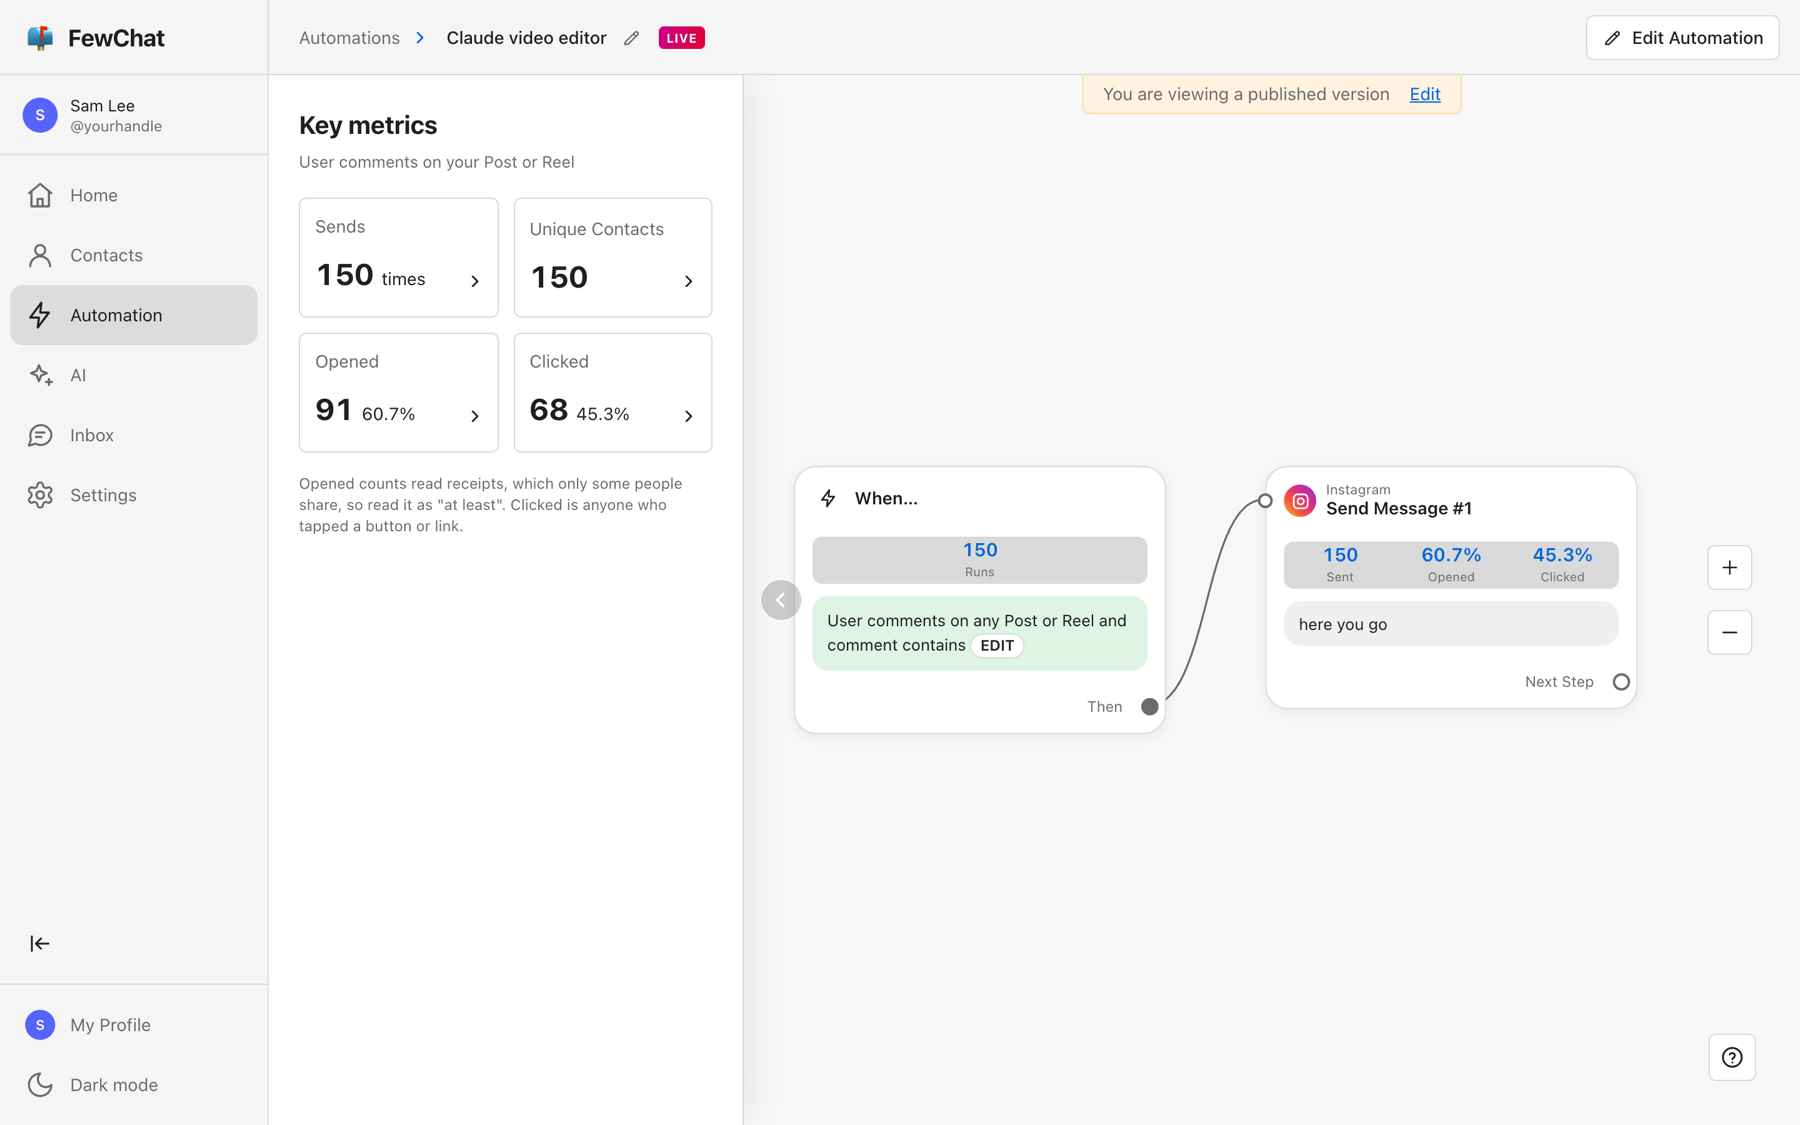 FewChat
Automations
Claude video editor
LIVE
Edit Automation
S
Sam Lee
@yourhandle
Home
Contacts
Automation
AI
Inbox
Settings
S
My Profile
Dark mode
Key metrics
User comments on your Post or Reel
Sends
150 times
Unique Contacts
150
Opened
91 60.7%
Clicked
68 45.3%
Opened counts read receipts, which only some people
share, so read it as "at least". Clicked is anyone who
tapped a button or link.
You are viewing a published version Edit
When...
150
Runs
User comments on any Post or Reel and
comment contains EDIT
Then
Instagram
Send Message #1
150 60.7% 45.3%
Sent Opened Clicked
here you go
Next Step